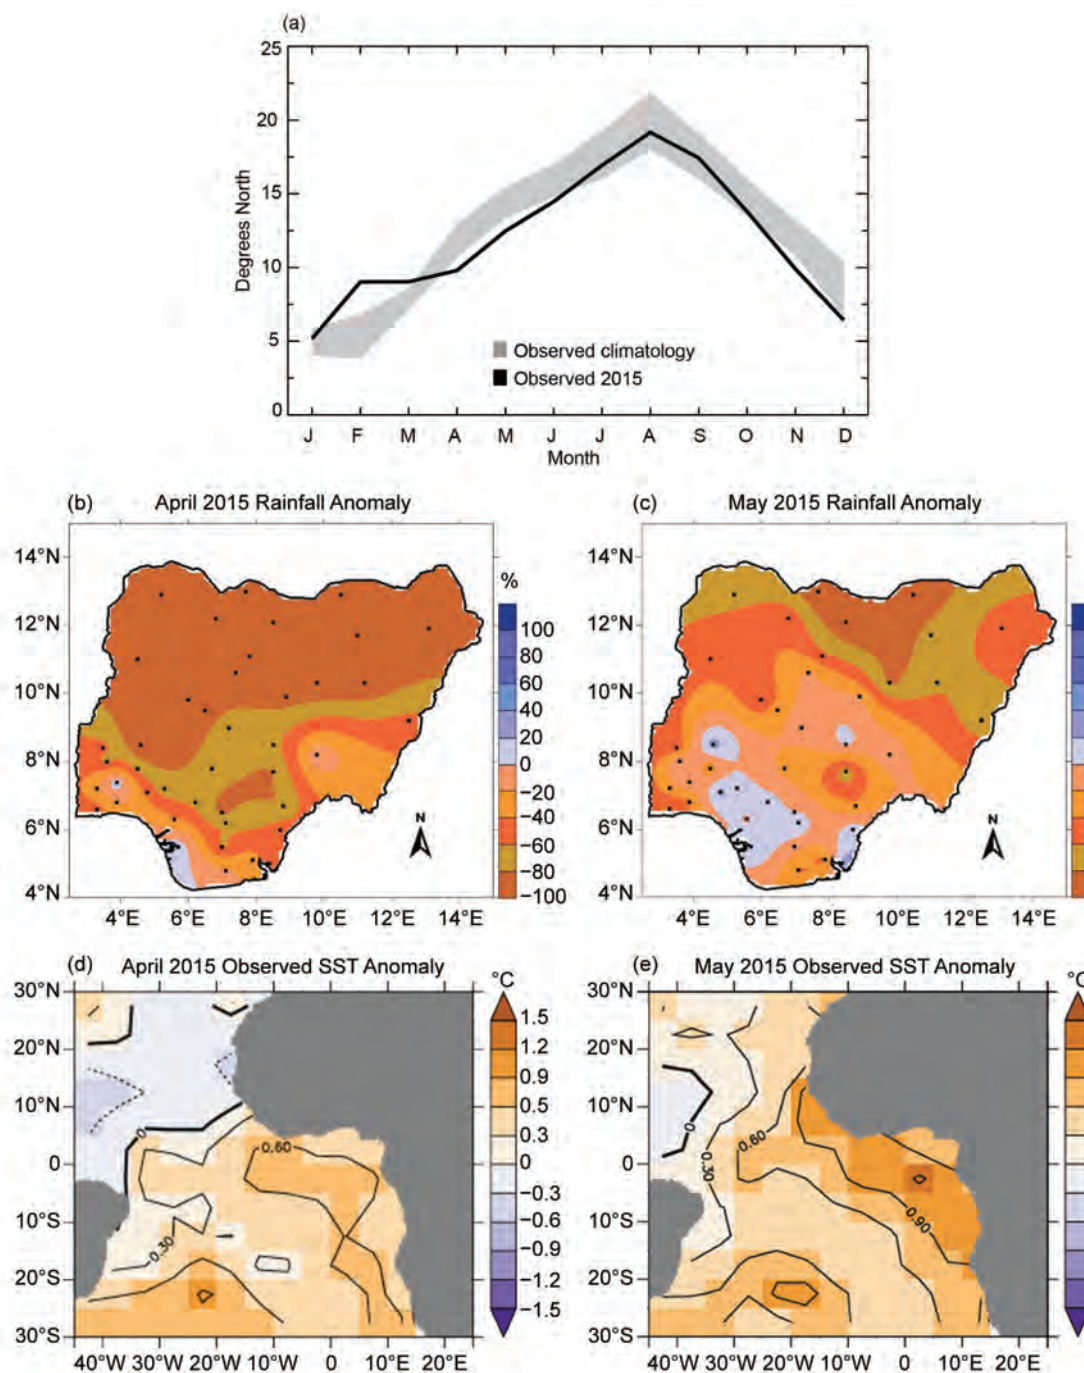 (a)
25
20
15
10
5
0
Degrees North
Observed climatology
Observed 2015
J F M A M J J A S O N D
Month
(b) April 2015 Rainfall Anomaly
14°N
12°N
10°N
8°N
6°N
4°N
4°E 6°E 8°E 10°E 12°E 14°E
N
%
100
80
60
40
20
0
−20
−40
−60
−80
−100
(c) May 2015 Rainfall Anomaly
14°N
12°N
10°N
8°N
6°N
4°N
4°E 6°E 8°E 10°E 12°E 14°E
N
(d) April 2015 Observed SST Anomaly
30°N
20°N
10°N
0
10°S
20°S
30°S
40°W 30°W 20°W 10°W 0 10°E 20°E
0
0.60
0.30
°C
1.5
1.2
0.9
0.5
0.3
0
−0.3
−0.6
−0.9
−1.2
−1.5
(e) May 2015 Observed SST Anomaly
30°N
20°N
10°N
0
10°S
20°S
30°S
40°W 30°W 20°W 10°W 0 10°E 20°E
0
0.30
0.60
0.90
°C